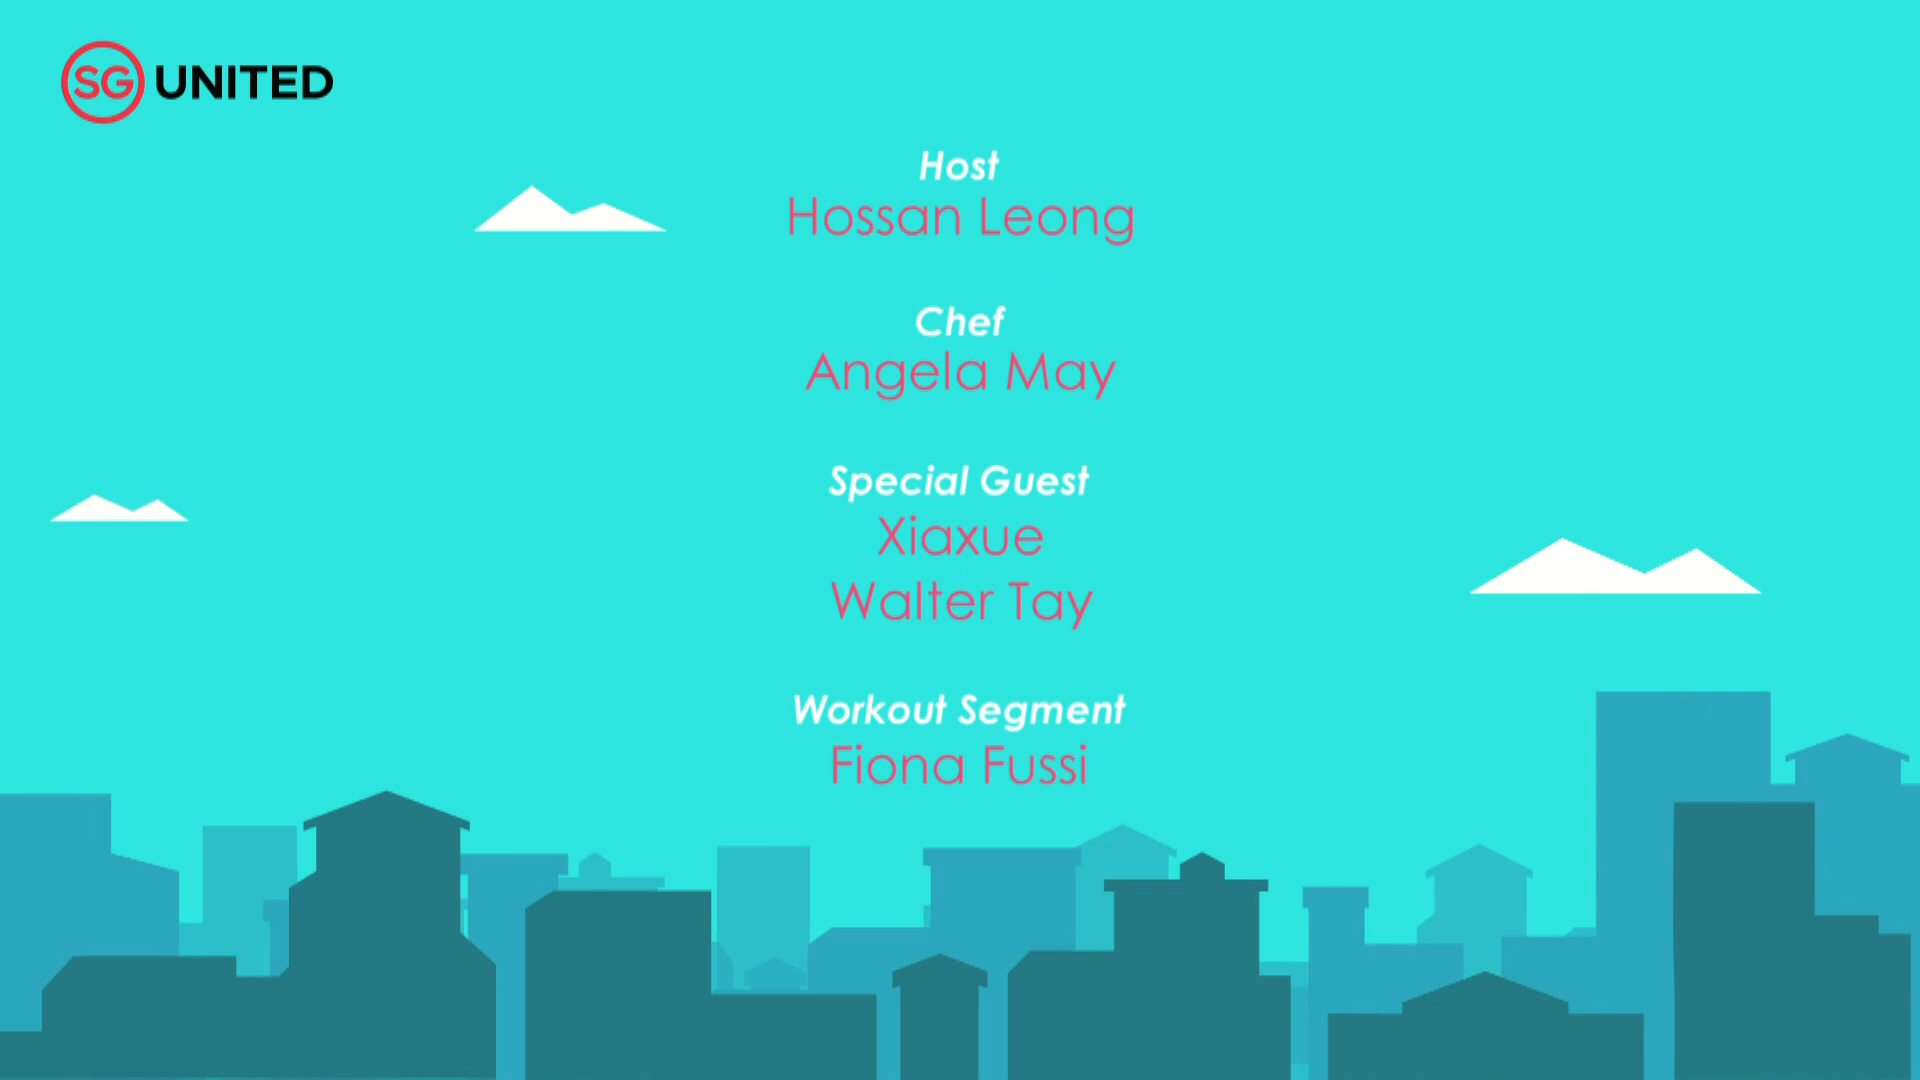 SG UNITED
Host
Hossan Leong
Chef
Angela May
Special Guest
Xiaxue
Walter Tay
Workout Segment
Fiona Fussi